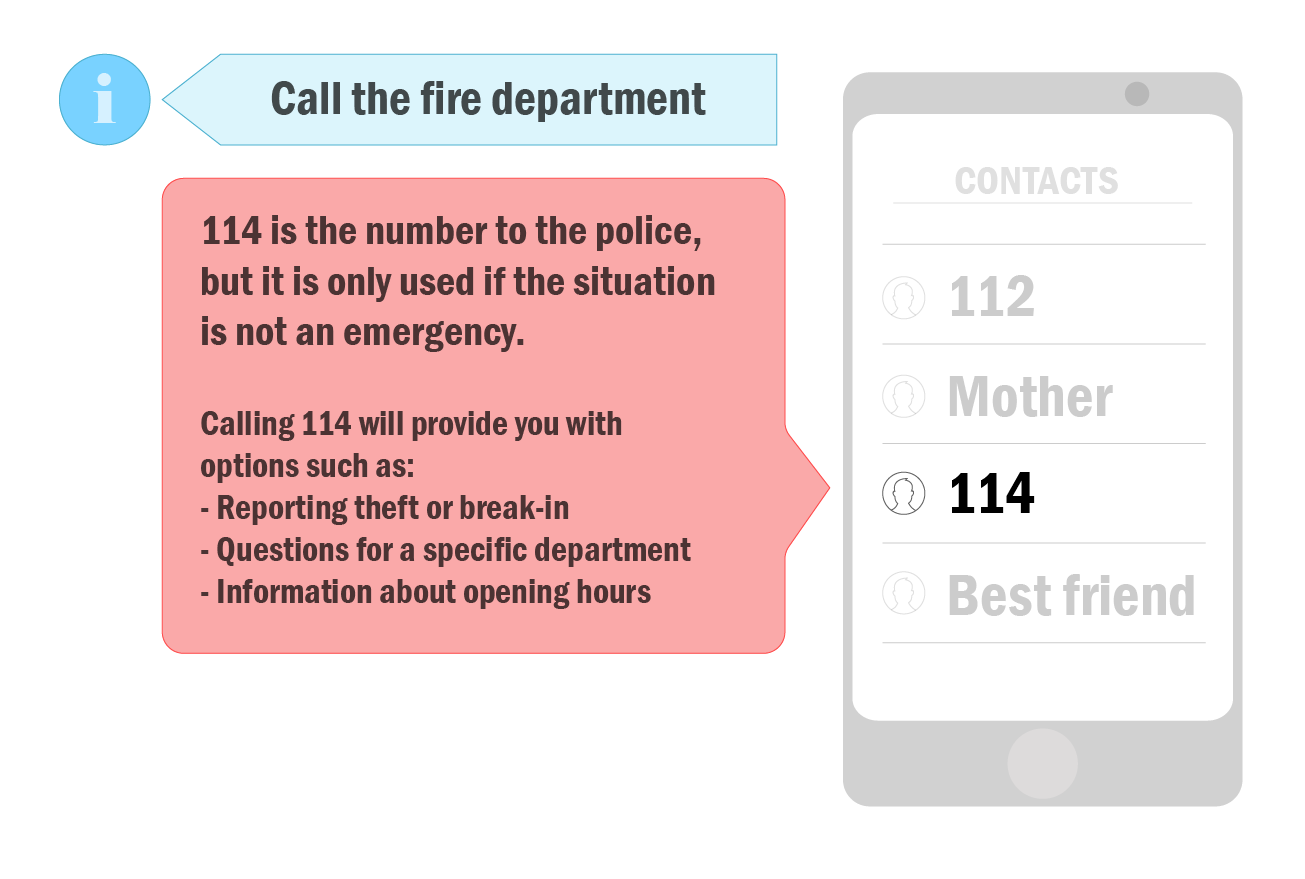 i
Call the fire department
114 is the number to the police,
but it is only used if the situation
is not an emergency.
Calling 114 will provide you with
options such as:
- Reporting theft or break-in
- Questions for a specific department
- Information about opening hours
CONTACTS
112
Mother
114
Best friend